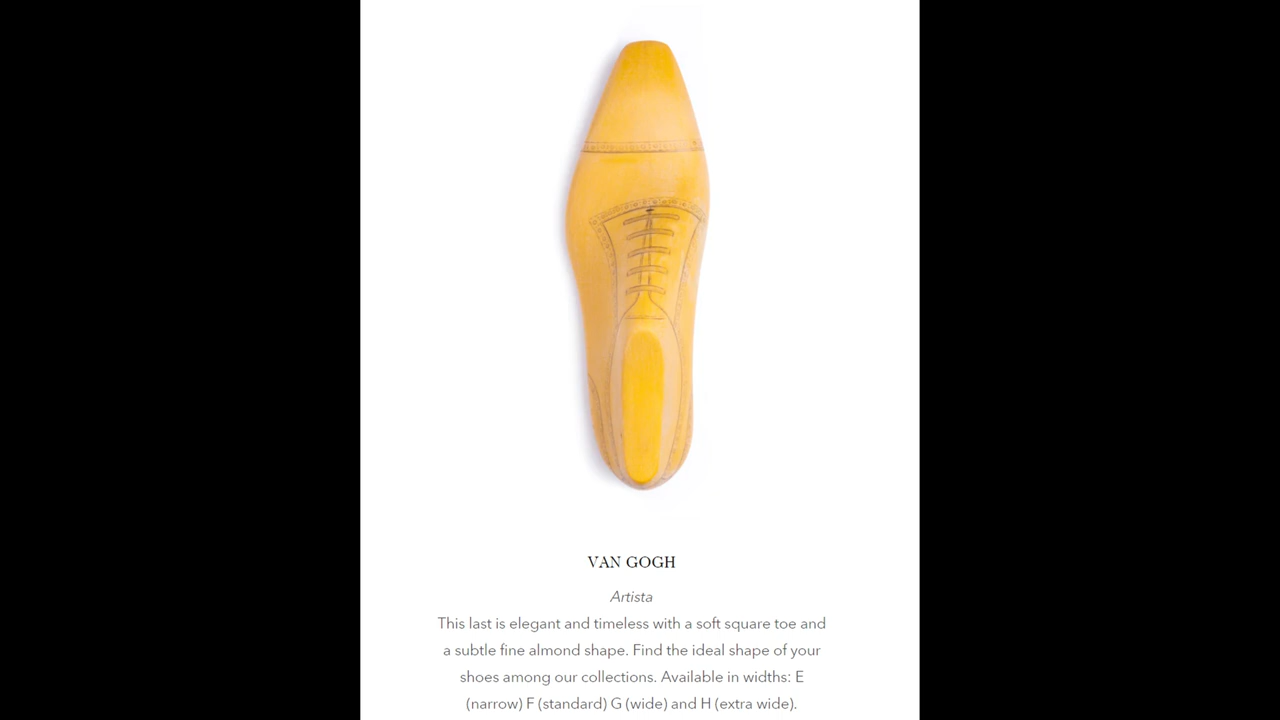 VAN GOGH
Artista
This last is elegant and timeless with a soft square toe and
a subtle fine almond shape. Find the ideal shape of your
shoes among our collections. Available in widths: E
(narrow) F (standard) G (wide) and H (extra wide).